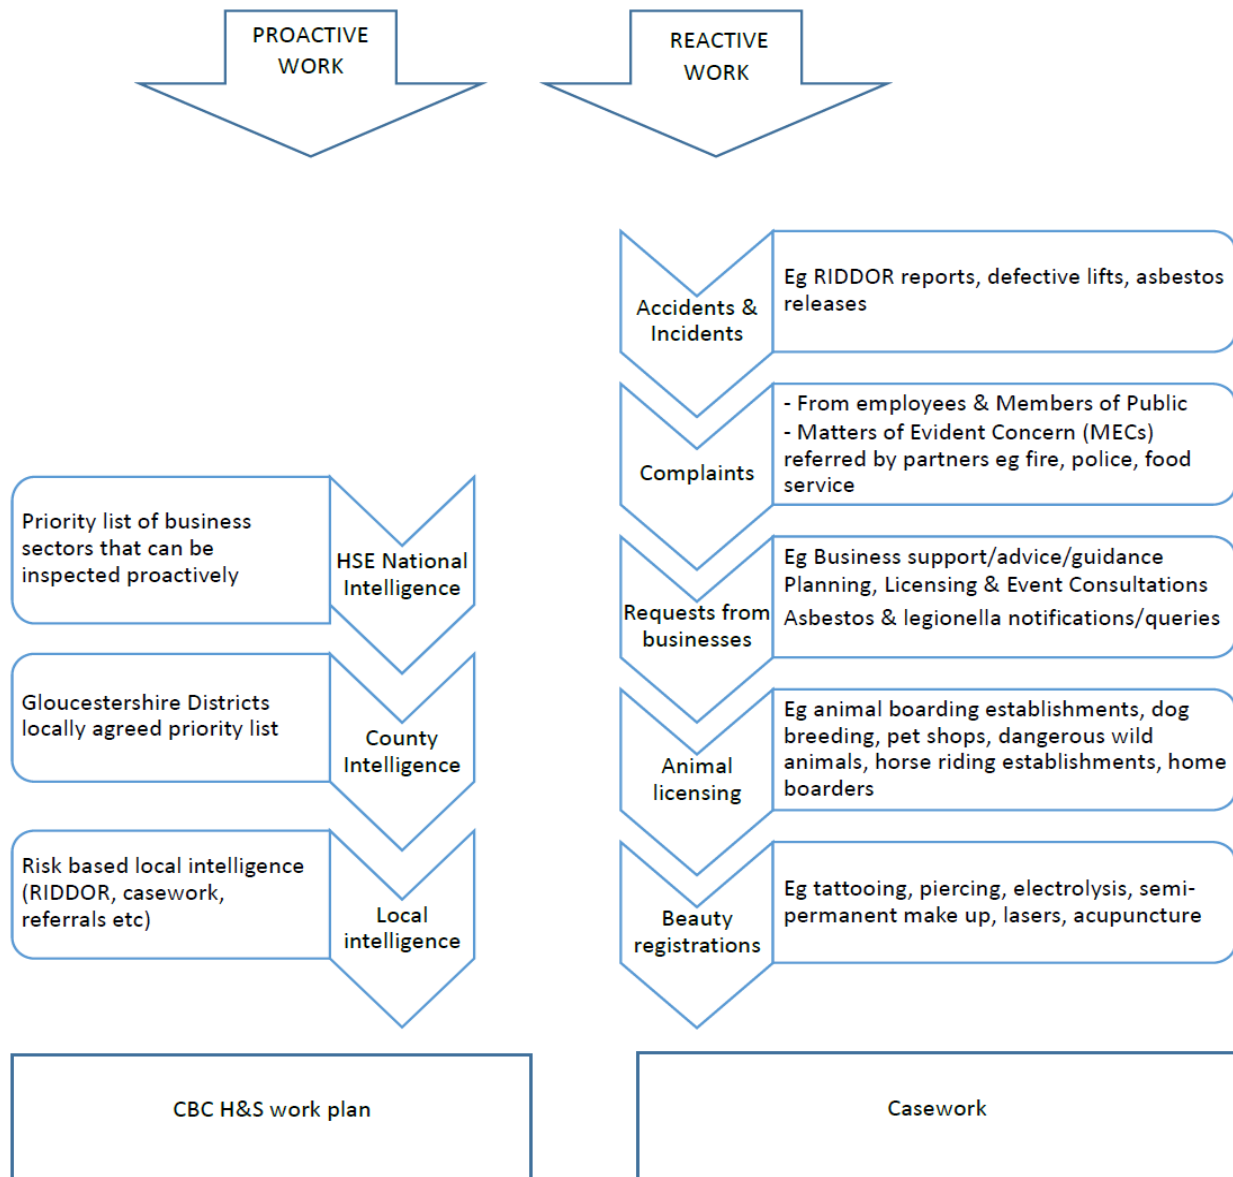 PROACTIVE
WORK
REACTIVE
WORK
Accidents &
Incidents
Eg RIDDOR reports, defective lifts, asbestos
releases
Complaints
- From employees & Members of Public
- Matters of Evident Concern (MECs)
referred by partners eg fire, police, food
service
Priority list of business
sectors that can be
inspected proactively
HSE National
Intelligence
Requests from
businesses
Eg Business support/advice/guidance
Planning, Licensing & Event Consultations
Asbestos & legionella notifications/queries
Gloucestershire Districts
locally agreed priority list
County
Intelligence
Animal
licensing
Eg animal boarding establishments, dog
breeding, pet shops, dangerous wild
animals, horse riding establishments, home
boarders
Risk based local intelligence
(RIDDOR, casework,
referrals etc)
Local
intelligence
Beauty
registrations
Eg tattooing, piercing, electrolysis, semi-
permanent make up, lasers, acupuncture
CBC H&S work plan
Casework